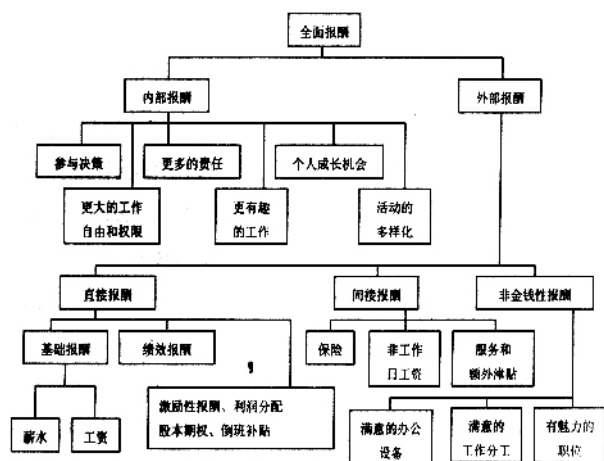 全面报酬
内部报酬
外部报酬
参与决策
更多的责任
个人成长机会
更大的工作
自由和权限
更有趣
的工作
活动的
多样化
直接报酬
间接报酬
非金钱性报酬
基础报酬
绩效报酬
保险
非工作
日工资
服务和
额外津贴
薪水
工资
激励性报酬、利润分配
股本期权、倒班补贴
满意的办公
设备
满意的
工作分工
有魅力的
职位